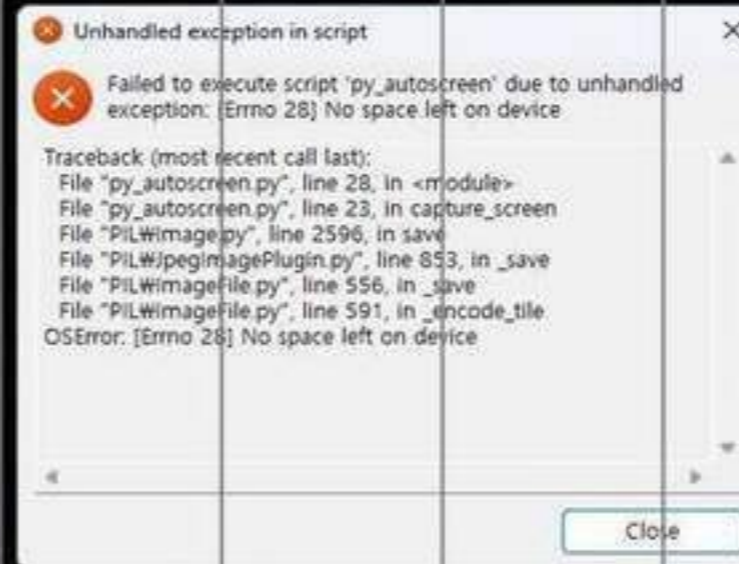 Unhandled exception in script
Failed to execute script 'py_autoscreen' due to unhandled
exception: [Errno 28] No space left on device
Traceback (most recent call last):
File "py_autoscreen.py", line 28, in <module>
File "py_autoscreen.py", line 23, in capture_screen
File "PIL₩Image.py", line 2596, in save
File "PIL₩JpegImagePlugin.py", line 853, in _save
File "PIL₩ImageFile.py", line 556, in _save
File "PIL₩ImageFile.py", line 591, in _encode_tile
OSError: [Errno 28] No space left on device
Close